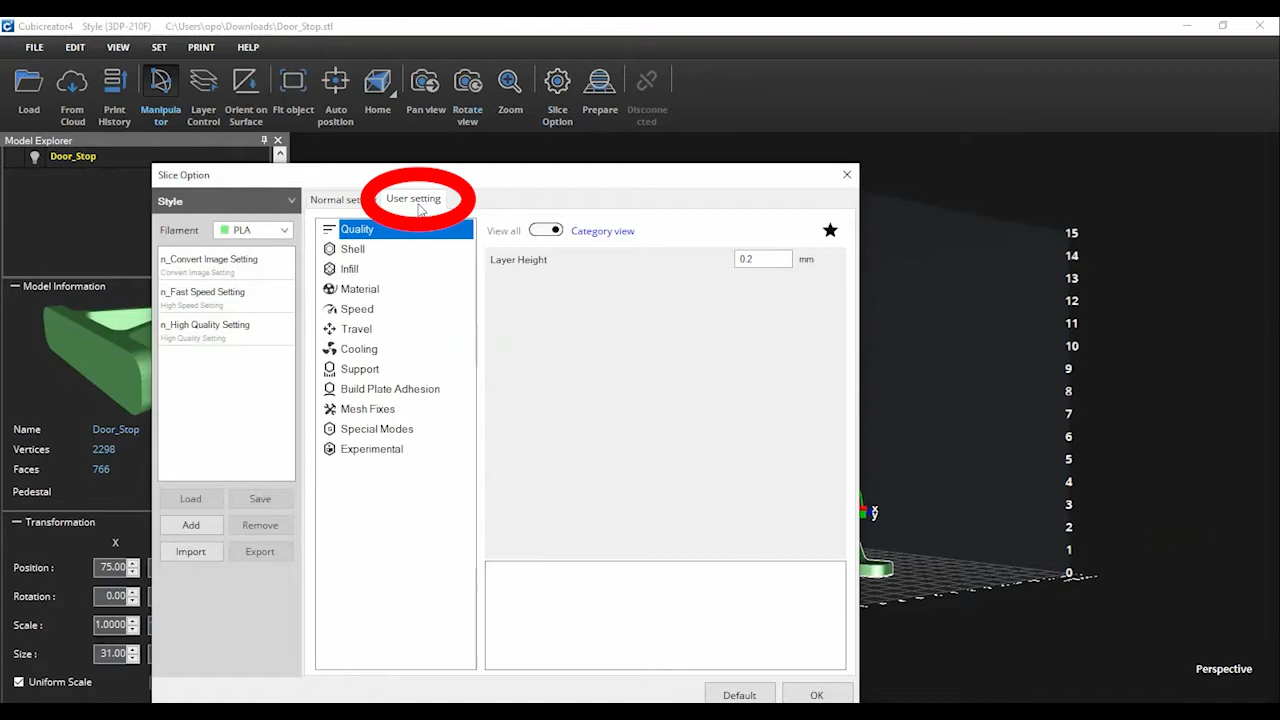 Cubicreator4 Style (3DP-210F) C:\Users\opo\Downloads\Door_Stop.stl
FILE EDIT VIEW SET PRINT HELP
Load
From Cloud
Print History
Manipula tor
Layer Control
Orient on Surface
Fit object
Auto position
Home
Pan view
Rotate view
Zoom
Slice Option
Prepare
Disconne cted
Model Explorer
Door_Stop
Model Information
Name Door_Stop
Vertices 2298
Faces 766
Pedestal
Transformation
X
Position : 75.00
Rotation : 0.00
Scale : 1.0000
Size : 31.00
Uniform Scale
Slice Option
Style
Filament PLA
n_Convert Image Setting
Convert Image Setting
n_Fast Speed Setting
High Speed Setting
n_High Quality Setting
High Quality Setting
Load Save
Add Remove
Import Export
Normal set
User setting
Quality
Shell
Infill
Material
Speed
Travel
Cooling
Support
Build Plate Adhesion
Mesh Fixes
Special Modes
Experimental
View all Category view
Layer Height 0.2 mm
Default OK
15
14
13
12
11
10
9
8
7
6
5
4
3
2
1
0
x
y
Perspective